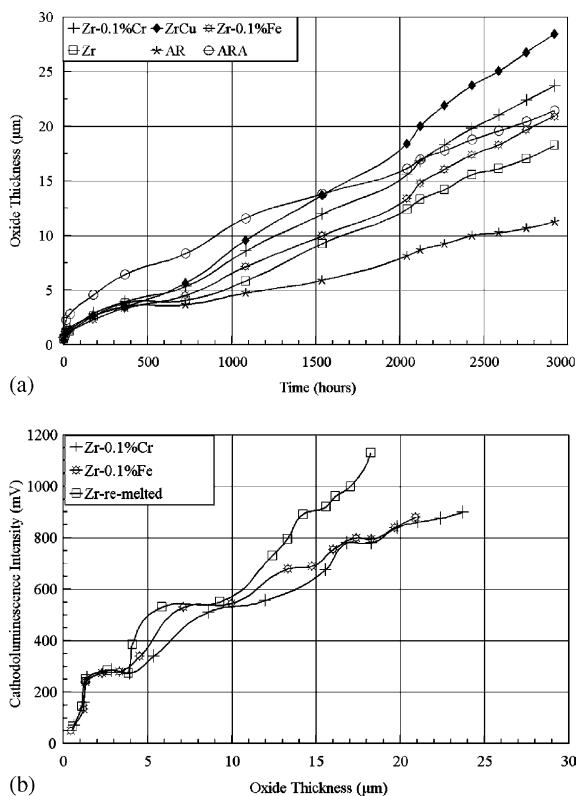 30
Zr-0.1%Cr ZrCu Zr-0.1%Fe
Zr AR ARA
25
20
15
10
5
0
Oxide Thickness (µm)
0 500 1000 1500 2000 2500 3000
(a)
Time (hours)
1200
Zr-0.1%Cr
Zr-0.1%Fe
Zr-re-melted
1000
800
600
400
200
0
Cathodoluminescence Intensity (mV)
0 5 10 15 20 25 30
(b)
Oxide Thickness (µm)